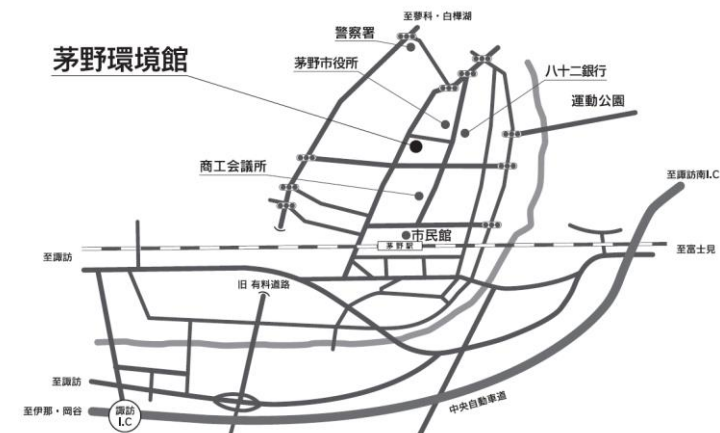 至蓼科・白樺湖
警察署
茅野環境館
茅野市役所
八十二銀行
運動公園
商工会議所
至諏訪南I.C
市民館
茅野駅
至諏訪
至富士見
旧 有料道路
至諏訪
中央自動車道
至伊那・岡谷
諏訪
I.C